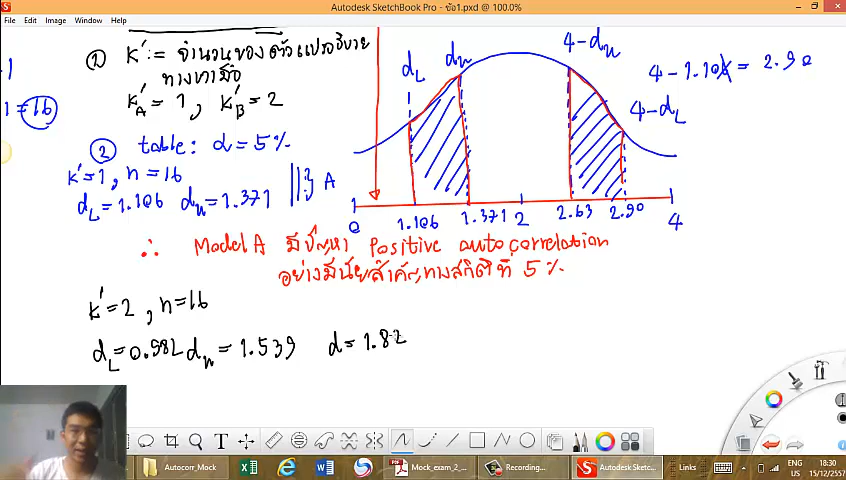 Autodesk SketchBook Pro - ข้อ1.pxd @ 100.0%
File Edit Image
① K' := จำนวนของตัวแปรอธิบาย
ทางขวามือ
K'A = 1 , K'B = 2
1 = 16
② table: α = 5%
K' = 1 , n = 16
dL = 1.106 du = 1.371
A
dL du 4-du
4-dL
4 - 1.106 = 2.90
0 1.106 1.371 2 2.63 2.90 4
∴ Model A มีปัญหา Positive autocorrelation
อย่างมีนัยสำคัญทางสถิติที่ 5%
K' = 2 , n = 16
dL = 0.982 du = 1.539 d = 1.82
T
Autocorr_Mock
Mock_exam_2_...
Recording...
Autodesk Sketc...
Links
ENG
US
18:30
15/12/2557